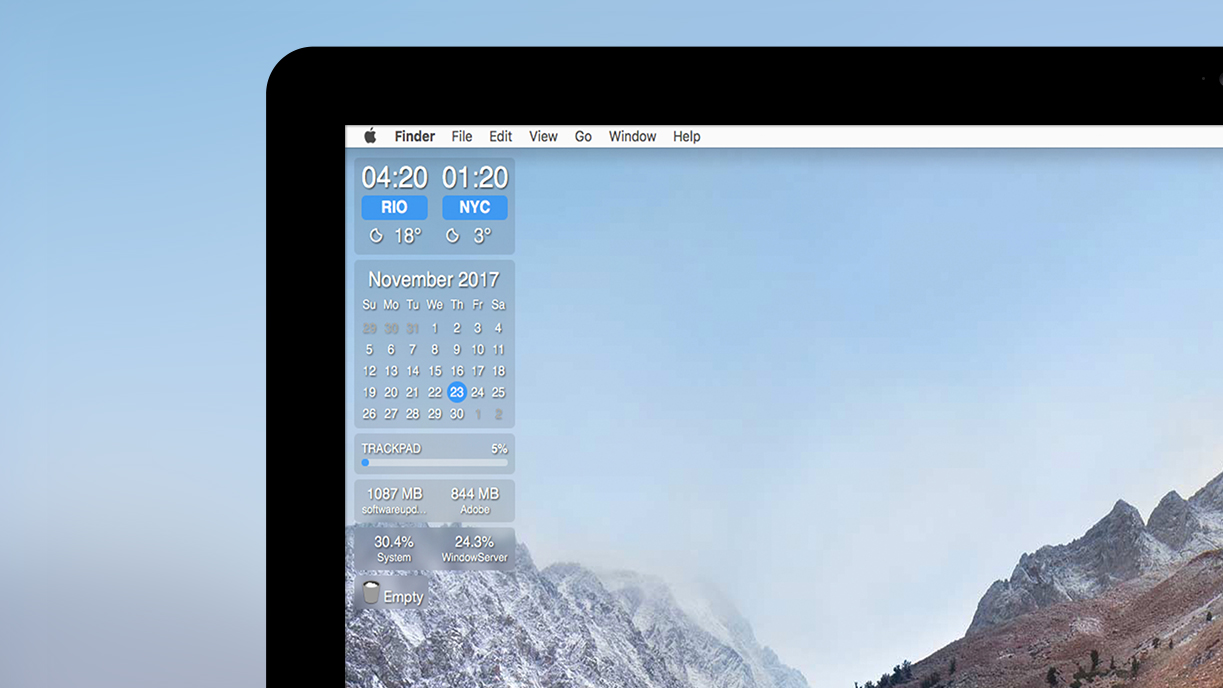 Finder File Edit View Go Window Help
04:20 01:20
RIO NYC
18° 3°
November 2017
Su Mo Tu We Th Fr Sa
29 30 31 1 2 3 4
5 6 7 8 9 10 11
12 13 14 15 16 17 18
19 20 21 22 23 24 25
26 27 28 29 30 1 2
TRACKPAD 5%
1087 MB 844 MB
softwareupd... Adobe
30.4% 24.3%
System WindowServer
Empty